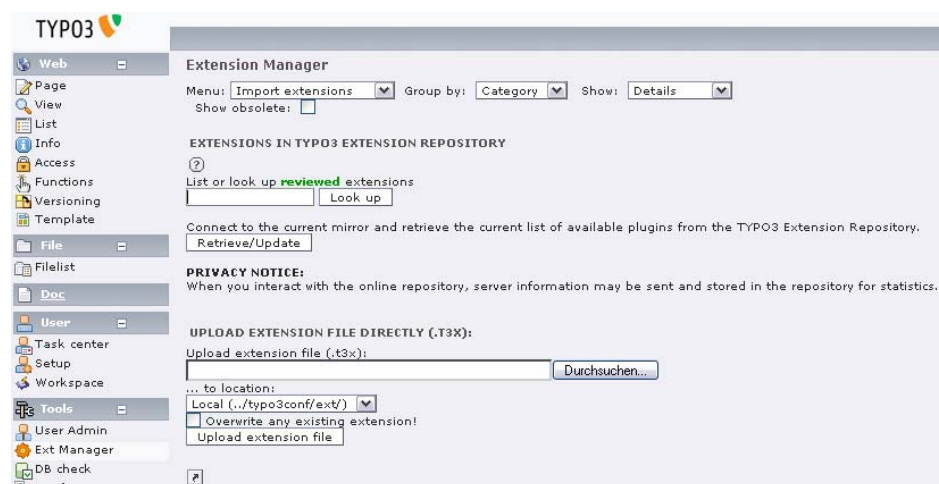 TYPO3
Web
Page
View
List
Info
Access
Functions
Versioning
Template
File
Filelist
Doc
User
Task center
Setup
Workspace
Tools
User Admin
Ext Manager
DB check
Extension Manager
Menu: Import extensions Group by: Category Show: Details
Show obsolete:
EXTENSIONS IN TYPO3 EXTENSION REPOSITORY
?
List or look up reviewed extensions
Look up
Connect to the current mirror and retrieve the current list of available plugins from the TYPO3 Extension Repository.
Retrieve/Update
PRIVACY NOTICE:
When you interact with the online repository, server information may be sent and stored in the repository for statistics.
UPLOAD EXTENSION FILE DIRECTLY (.T3X):
Upload extension file (.t3x):
Durchsuchen...
... to location:
Local (../typo3conf/ext/)
Overwrite any existing extension!
Upload extension file